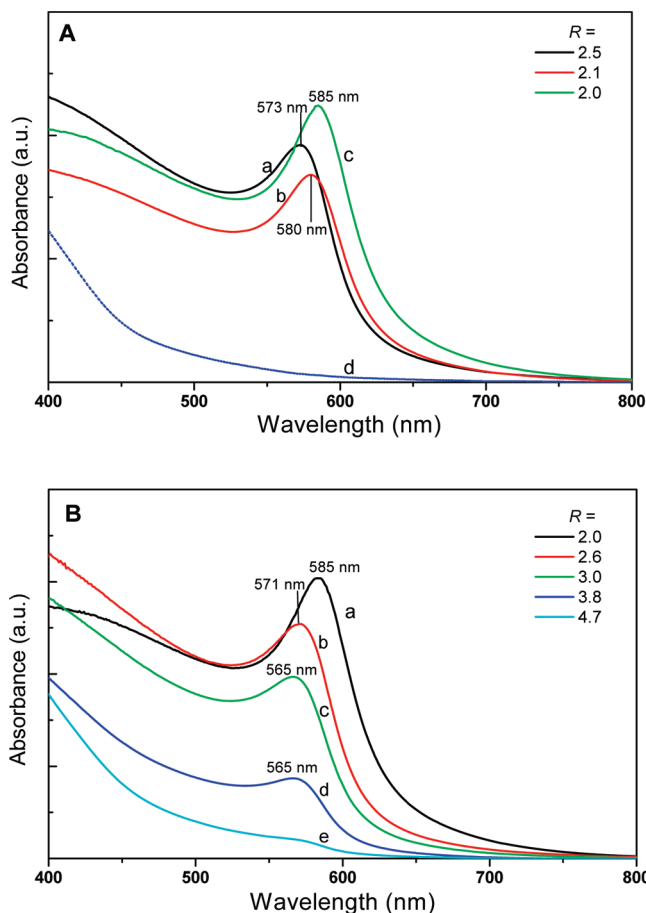 A
R =
2.5
2.1
2.0
573 nm
585 nm
a
c
b
580 nm
d
Absorbance (a.u.)
400
500
600
700
800
Wavelength (nm)
B
R =
2.0
2.6
3.0
3.8
4.7
585 nm
571 nm
a
b
565 nm
c
565 nm
d
e
Absorbance (a.u.)
400
500
600
700
800
Wavelength (nm)